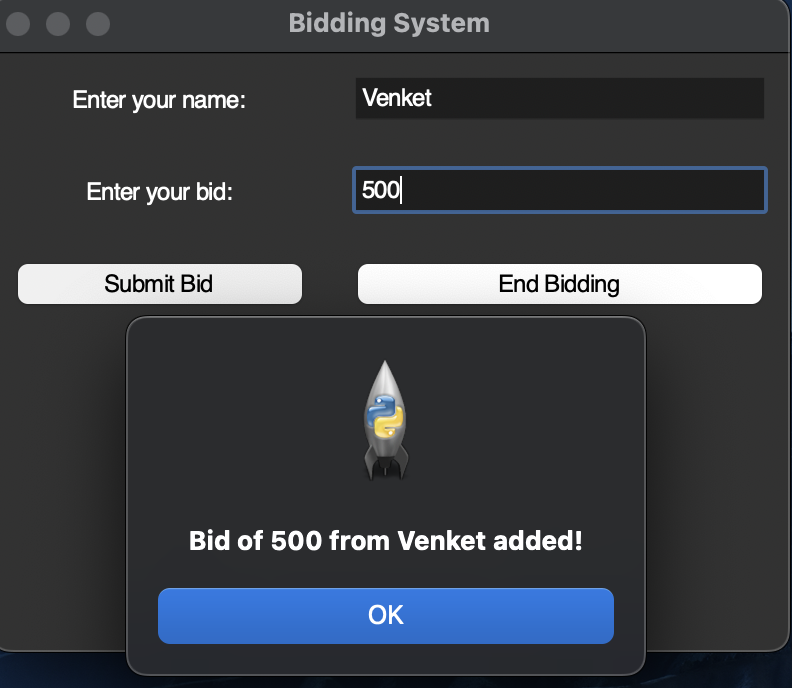 Bidding System
Enter your name: Venket
Enter your bid: 500
Submit Bid End Bidding
Bid of 500 from Venket added!
OK